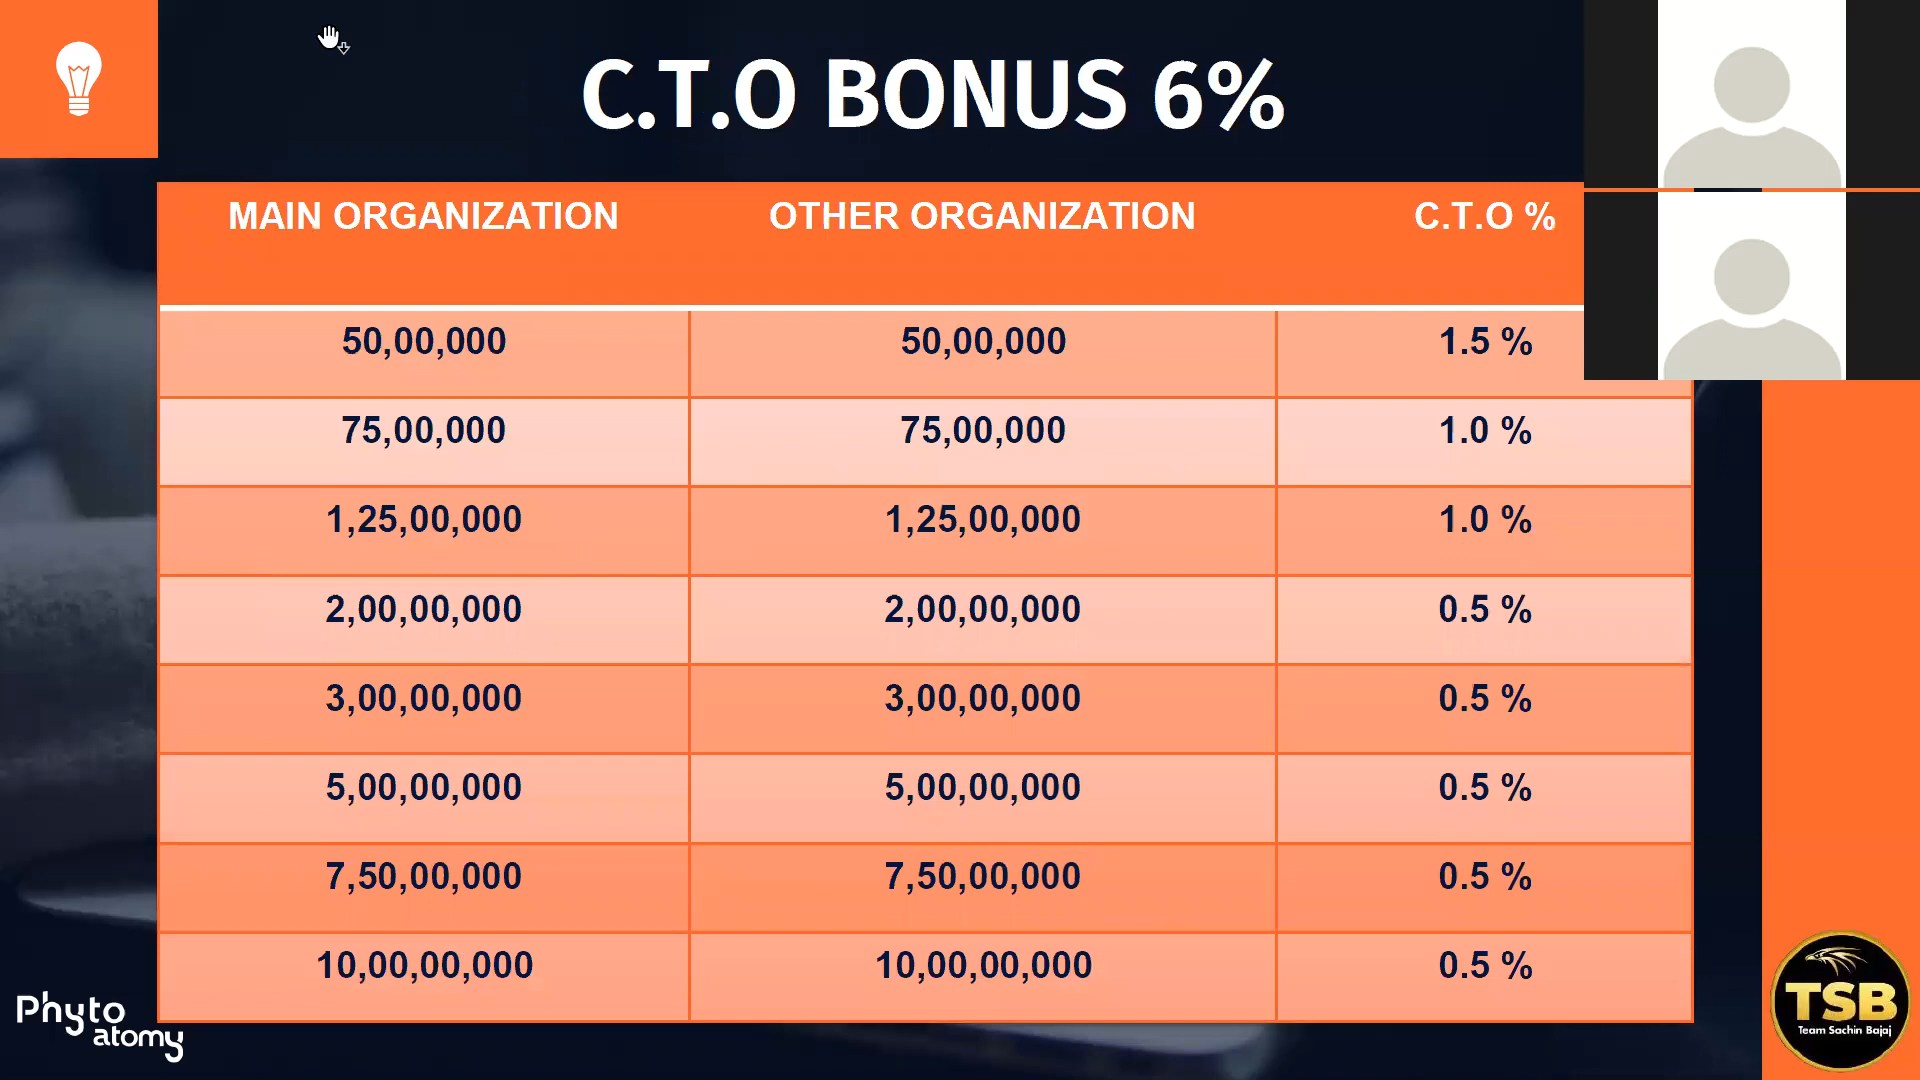 C.T.O BONUS 6%
MAIN ORGANIZATION OTHER ORGANIZATION C.T.O %
50,00,000 50,00,000 1.5 %
75,00,000 75,00,000 1.0 %
1,25,00,000 1,25,00,000 1.0 %
2,00,00,000 2,00,00,000 0.5 %
3,00,00,000 3,00,00,000 0.5 %
5,00,00,000 5,00,00,000 0.5 %
7,50,00,000 7,50,00,000 0.5 %
10,00,00,000 10,00,00,000 0.5 %
Phyto
atomy
TSB
Team Sachin Bajaj